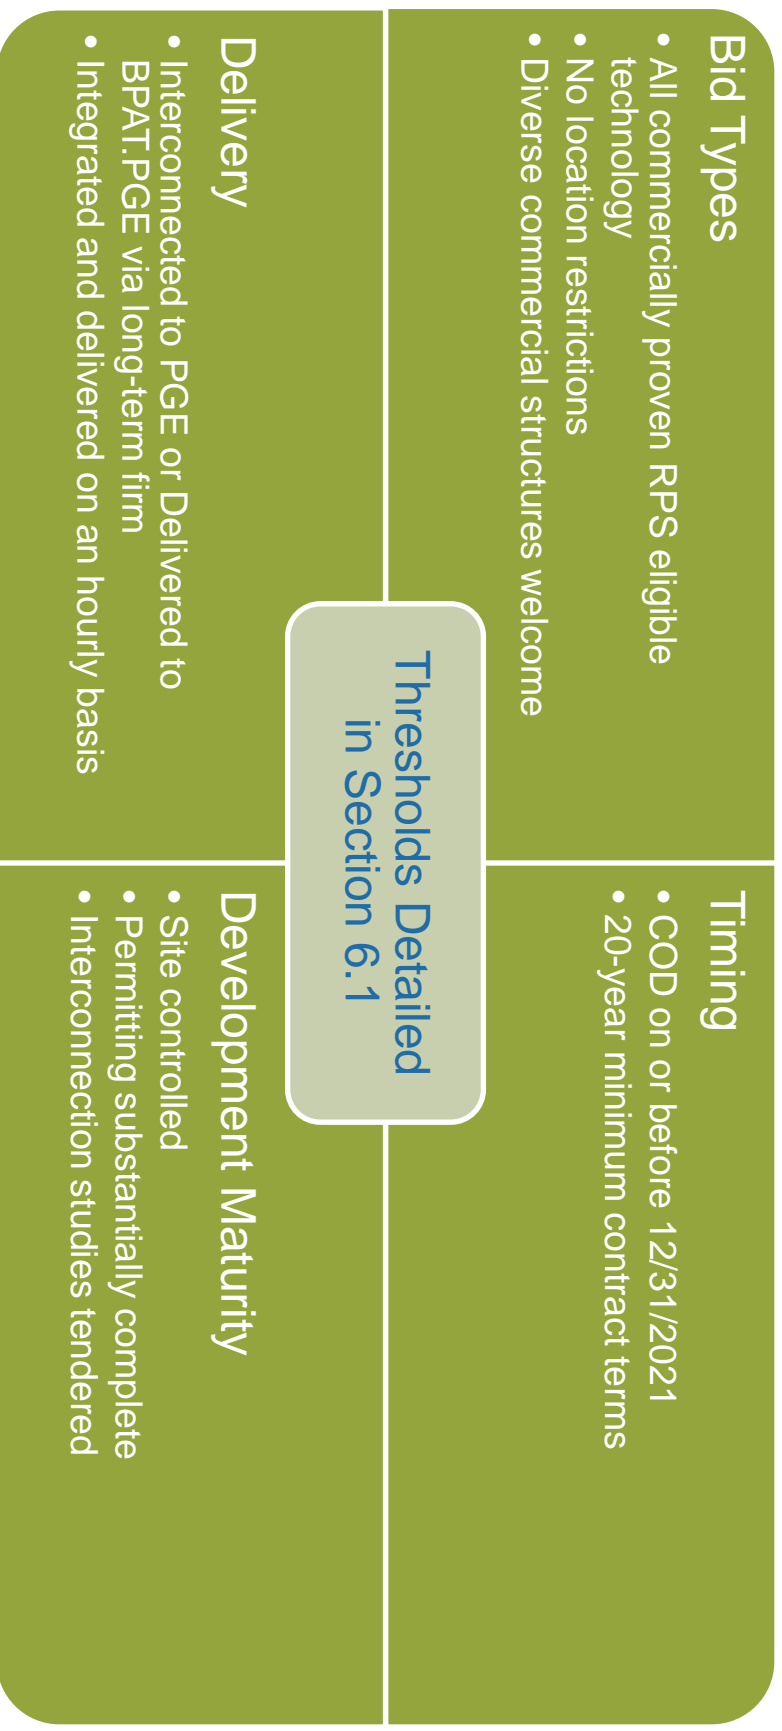 Bid Types
• All commercially proven RPS eligible
technology
• No location restrictions
• Diverse commercial structures welcome
Timing
• COD on or before 12/31/2021
• 20-year minimum contract terms
Thresholds Detailed
in Section 6.1
Delivery
• Interconnected to PGE or Delivered to
BPAT.PGE via long-term firm
• Integrated and delivered on an hourly basis
Development Maturity
• Site controlled
• Permitting substantially complete
• Interconnection studies tendered